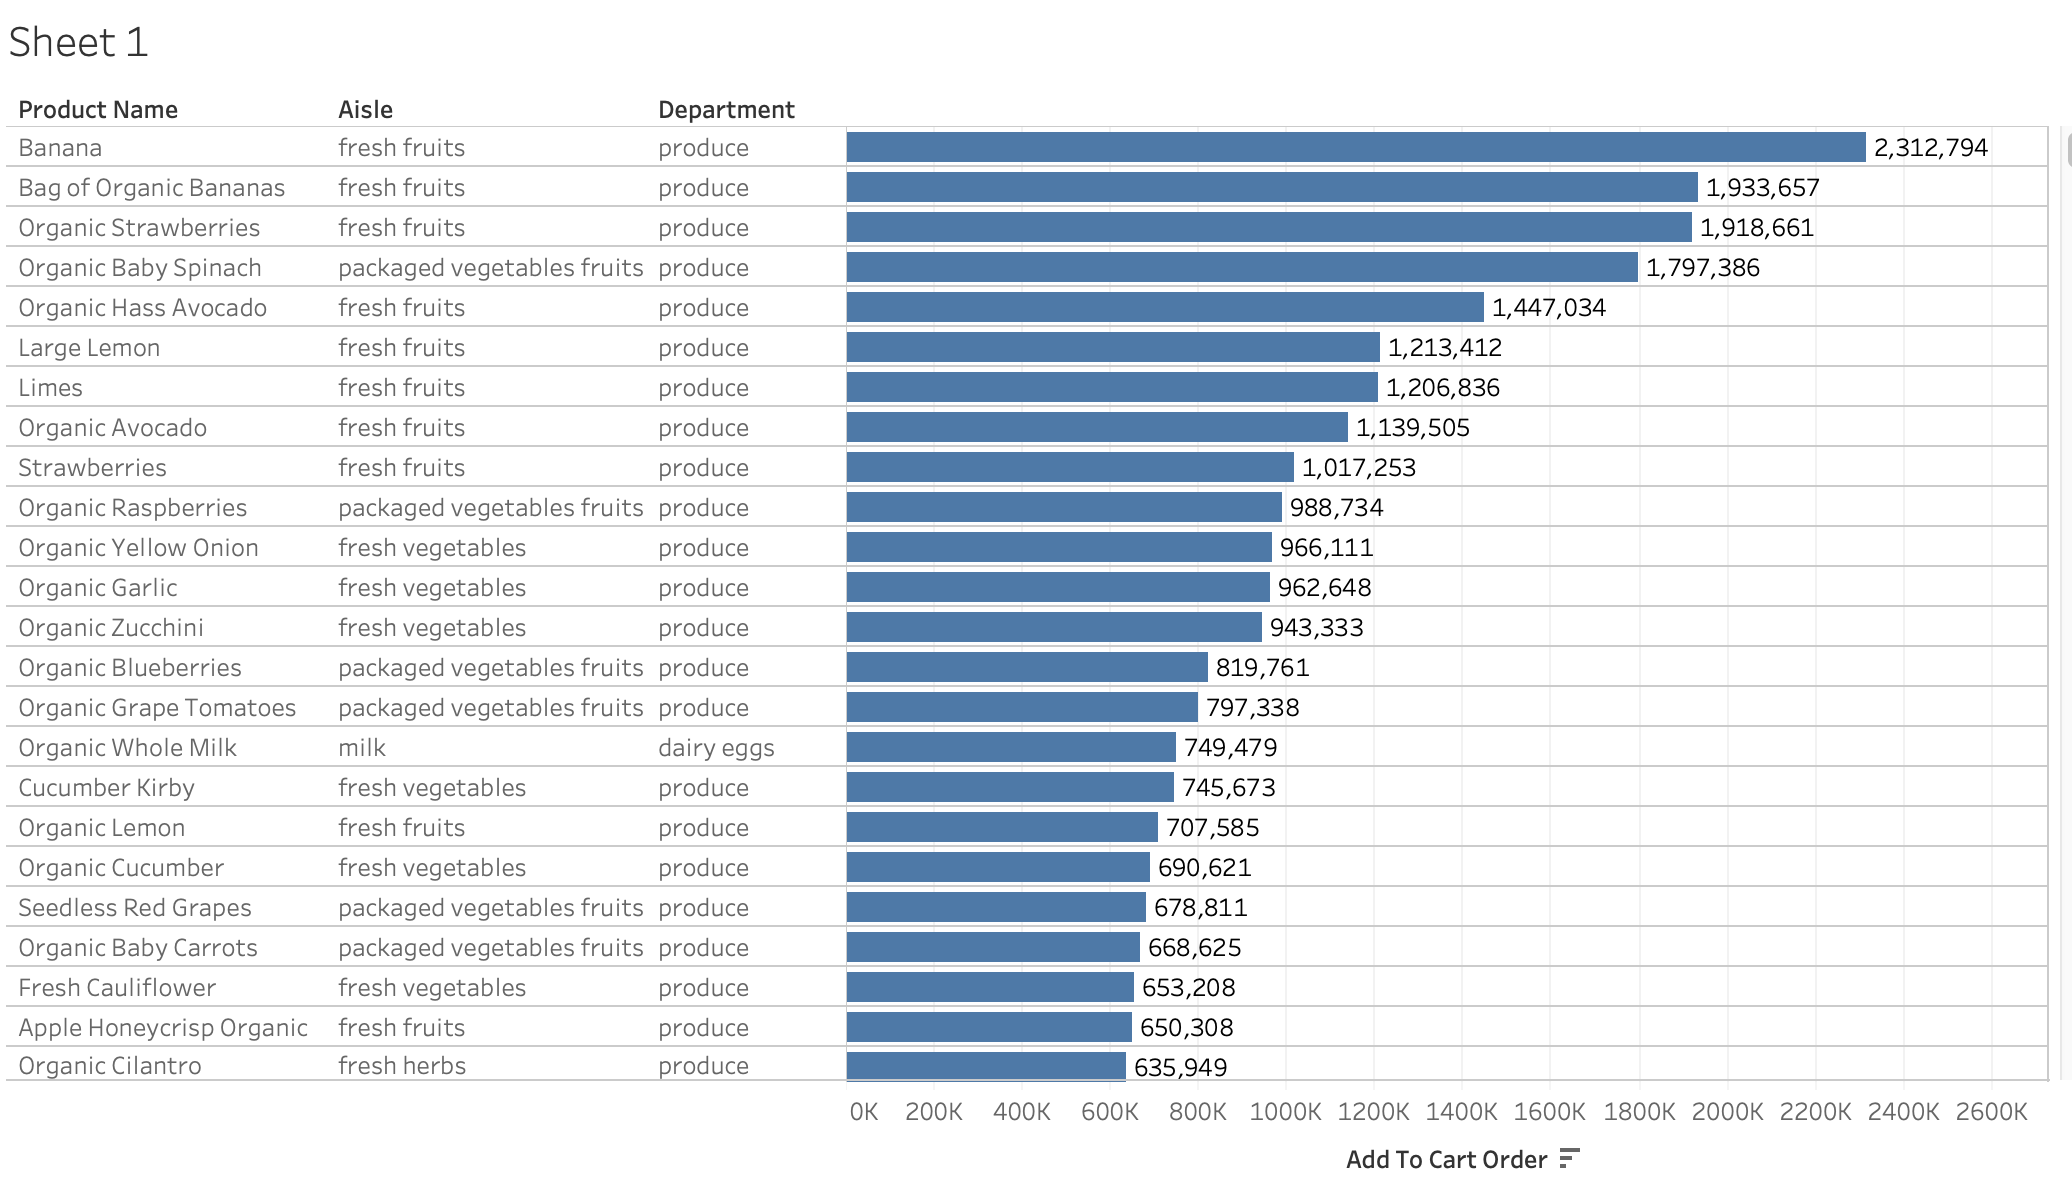 Sheet 1
Product Name Aisle Department
Banana fresh fruits produce 2,312,794
Bag of Organic Bananas fresh fruits produce 1,933,657
Organic Strawberries fresh fruits produce 1,918,661
Organic Baby Spinach packaged vegetables fruits produce 1,797,386
Organic Hass Avocado fresh fruits produce 1,447,034
Large Lemon fresh fruits produce 1,213,412
Limes fresh fruits produce 1,206,836
Organic Avocado fresh fruits produce 1,139,505
Strawberries fresh fruits produce 1,017,253
Organic Raspberries packaged vegetables fruits produce 988,734
Organic Yellow Onion fresh vegetables produce 966,111
Organic Garlic fresh vegetables produce 962,648
Organic Zucchini fresh vegetables produce 943,333
Organic Blueberries packaged vegetables fruits produce 819,761
Organic Grape Tomatoes packaged vegetables fruits produce 797,338
Organic Whole Milk milk dairy eggs 749,479
Cucumber Kirby fresh vegetables produce 745,673
Organic Lemon fresh fruits produce 707,585
Organic Cucumber fresh vegetables produce 690,621
Seedless Red Grapes packaged vegetables fruits produce 678,811
Organic Baby Carrots packaged vegetables fruits produce 668,625
Fresh Cauliflower fresh vegetables produce 653,208
Apple Honeycrisp Organic fresh fruits produce 650,308
Organic Cilantro fresh herbs produce 635,949
0K 200K 400K 600K 800K 1000K 1200K 1400K 1600K 1800K 2000K 2200K 2400K 2600K
Add To Cart Order